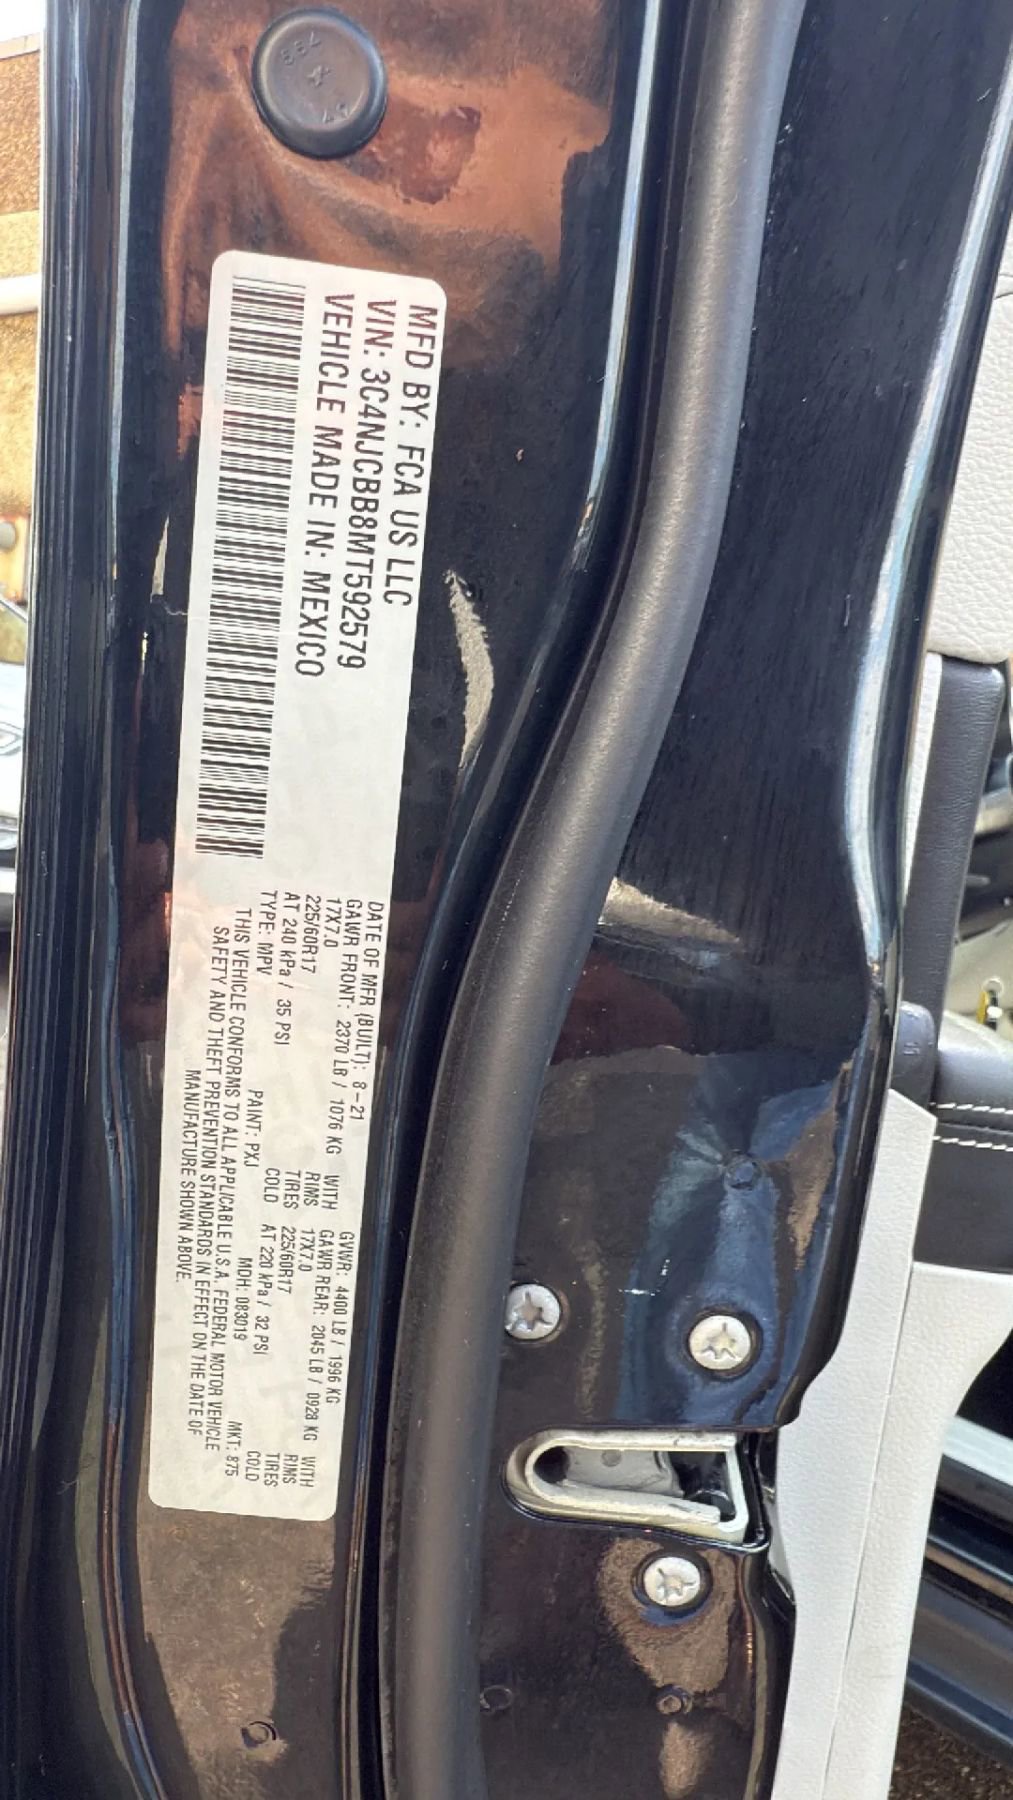 554
MFD BY: FCA US LLC
VIN: 3C4NJCBB8MT592579
VEHICLE MADE IN: MEXICO
DATE OF MFR (BUILT): 8-21 GVWR: 4400 LB / 1996 KG
GAWR FRONT: 2370 LB / 1076 KG WITH GAWR REAR: 2045 LB / 0928 KG WITH
17X7.0 RIMS 17X7.0 RIMS
225/60R17 TIRES 225/60R17 TIRES
AT 240 kPa / 35 PSI COLD AT 220 kPa / 32 PSI COLD
TYPE: MPV PAINT: PXJ MDH: 083019 MKT: 875
THIS VEHICLE CONFORMS TO ALL APPLICABLE U.S.A. FEDERAL MOTOR VEHICLE
SAFETY AND THEFT PREVENTION STANDARDS IN EFFECT ON THE DATE OF
MANUFACTURE SHOWN ABOVE.